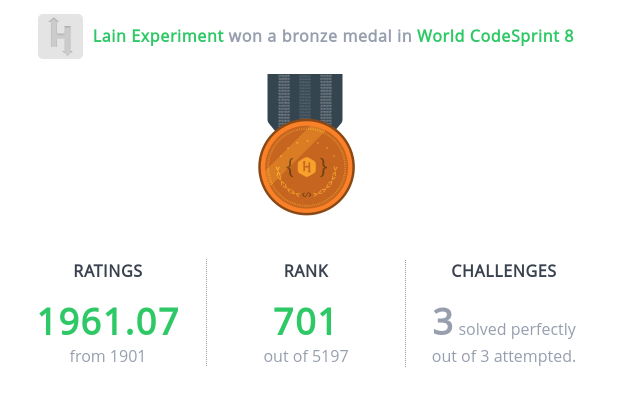 Lain Experiment won a bronze medal in World CodeSprint 8
{ H }
RATINGS
1961.07
from 1901
RANK
701
out of 5197
CHALLENGES
3 solved perfectly
out of 3 attempted.